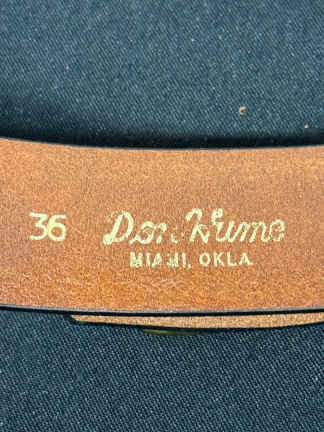 36 Don Hume
MIAMI, OKLA.